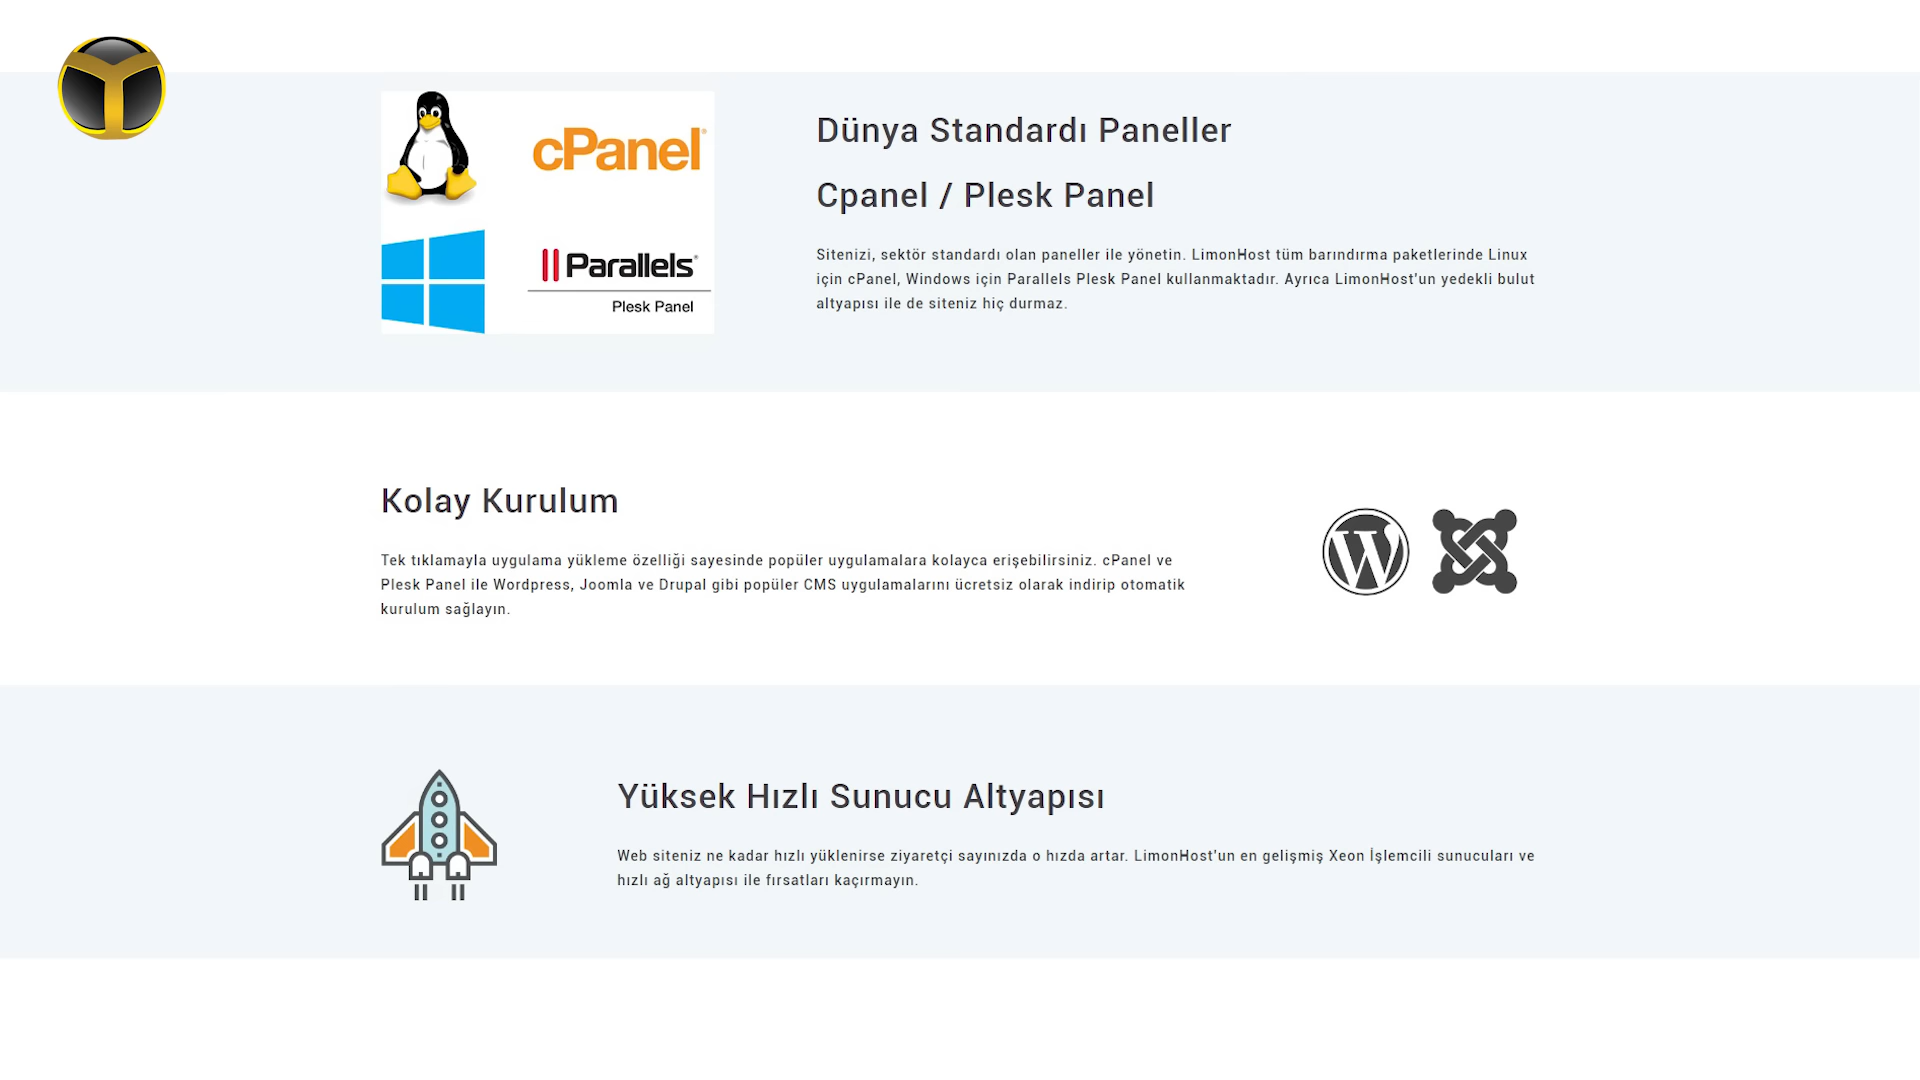 cPanel
Parallels
Plesk Panel
Dünya Standardı Paneller
Cpanel / Plesk Panel
Sitenizi, sektör standardı olan paneller ile yönetin. LimonHost tüm barındırma paketlerinde Linux
için cPanel, Windows için Parallels Plesk Panel kullanmaktadır. Ayrıca LimonHost'un yedekli bulut
altyapısı ile de siteniz hiç durmaz.
Kolay Kurulum
Tek tıklamayla uygulama yükleme özelliği sayesinde popüler uygulamalara kolayca erişebilirsiniz. cPanel ve
Plesk Panel ile Wordpress, Joomla ve Drupal gibi popüler CMS uygulamalarını ücretsiz olarak indirip otomatik
kurulum sağlayın.
Yüksek Hızlı Sunucu Altyapısı
Web siteniz ne kadar hızlı yüklenirse ziyaretçi sayınızda o hızda artar. LimonHost'un en gelişmiş Xeon İşlemcili sunucuları ve
hızlı ağ altyapısı ile fırsatları kaçırmayın.